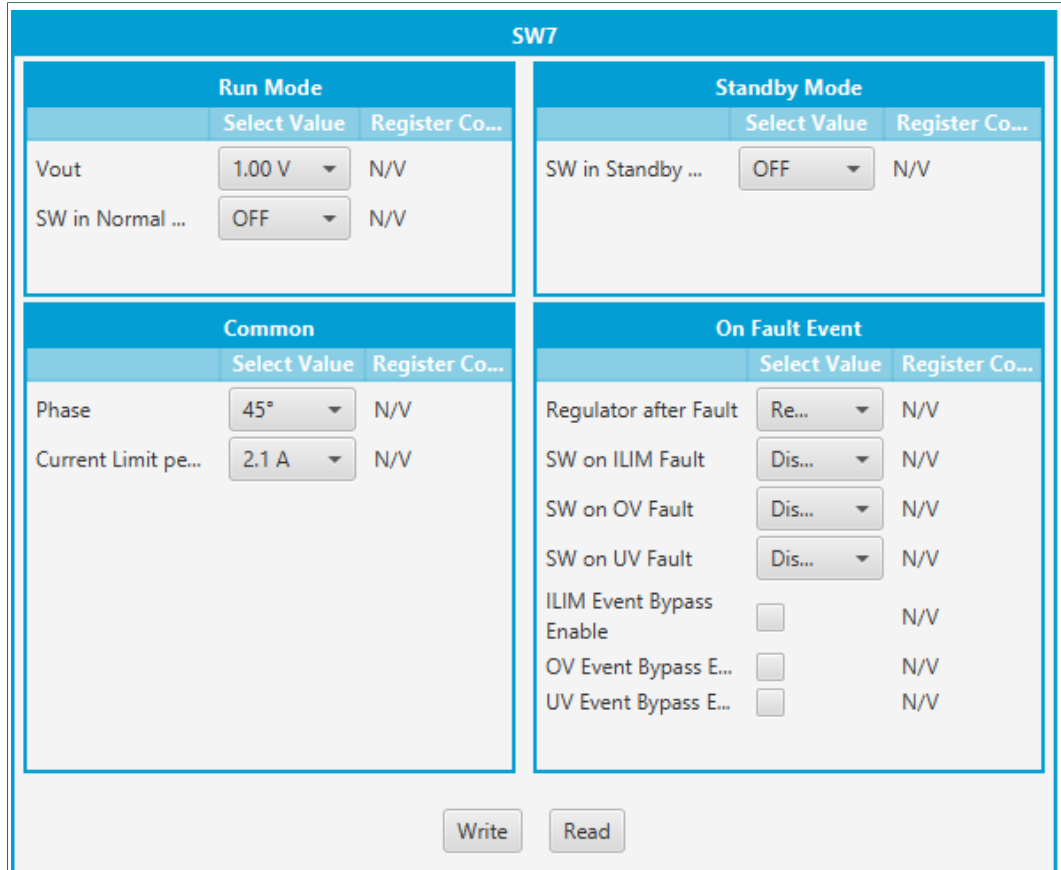 SW7
Run Mode
Select Value Register Co...
Vout 1.00 V N/V
SW in Normal ... OFF N/V
Standby Mode
Select Value Register Co...
SW in Standby ... OFF N/V
Common
Select Value Register Co...
Phase 45° N/V
Current Limit pe... 2.1 A N/V
On Fault Event
Select Value Register Co...
Regulator after Fault Re... N/V
SW on ILIM Fault Dis... N/V
SW on OV Fault Dis... N/V
SW on UV Fault Dis... N/V
ILIM Event Bypass
Enable N/V
OV Event Bypass E... N/V
UV Event Bypass E... N/V
Write Read